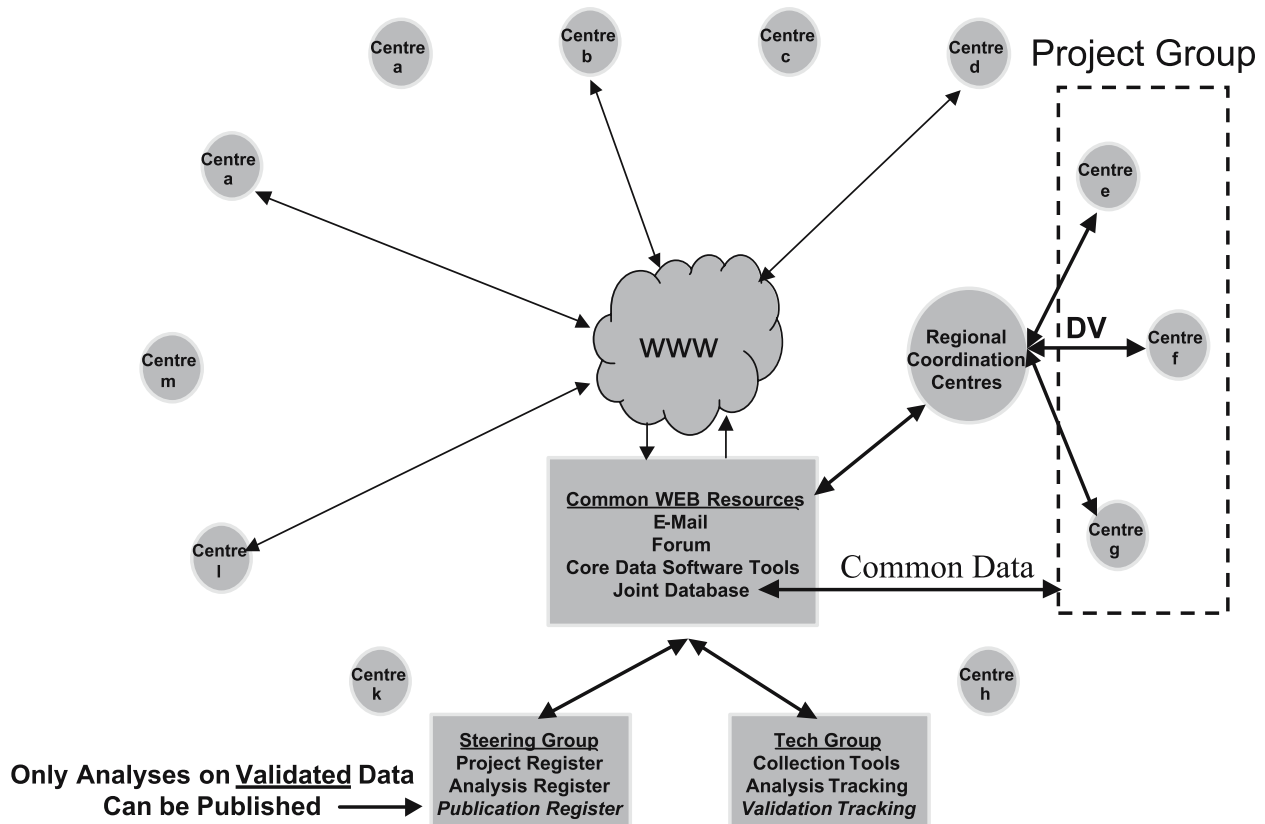 Centre
a
Centre
b
Centre
c
Centre
d
Project Group
Centre
a
Centre
e
www
Regional
Coordination
Centres
DV
Centre
f
Centre
m
Common WEB Resources
E-Mail
Forum
Core Data Software Tools
Joint Database
Common Data
Centre
g
Centre
l
Centre
k
Centre
h
Steering Group
Project Register
Analysis Register
Publication Register
Tech Group
Collection Tools
Analysis Tracking
Validation Tracking
Only Analyses on Validated Data
Can be Published